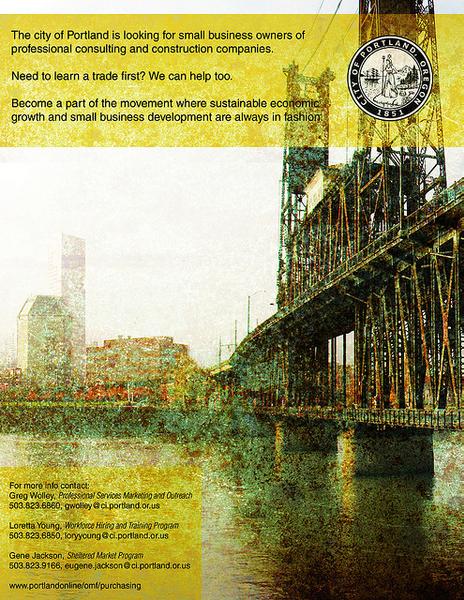 The city of Portland is looking for small business owners of
professional consulting and construction companies.
Need to learn a trade first? We can help too.
Become a part of the movement where sustainable economic
growth and small business development are always in fashion.
CITY OF PORTLAND, OREGON
1851
For more info contact:
Greg Wolley, Professional Services Marketing and Outreach
503.823.6860, gwolley@ci.portland.or.us
Loretta Young, Workforce Hiring and Training Program
503.823.6850, loryyoung@ci.portland.or.us
Gene Jackson, Sheltered Market Program
503.823.9166, eugene.jackson@ci.portland.or.us
www.portlandonline/omf/purchasing